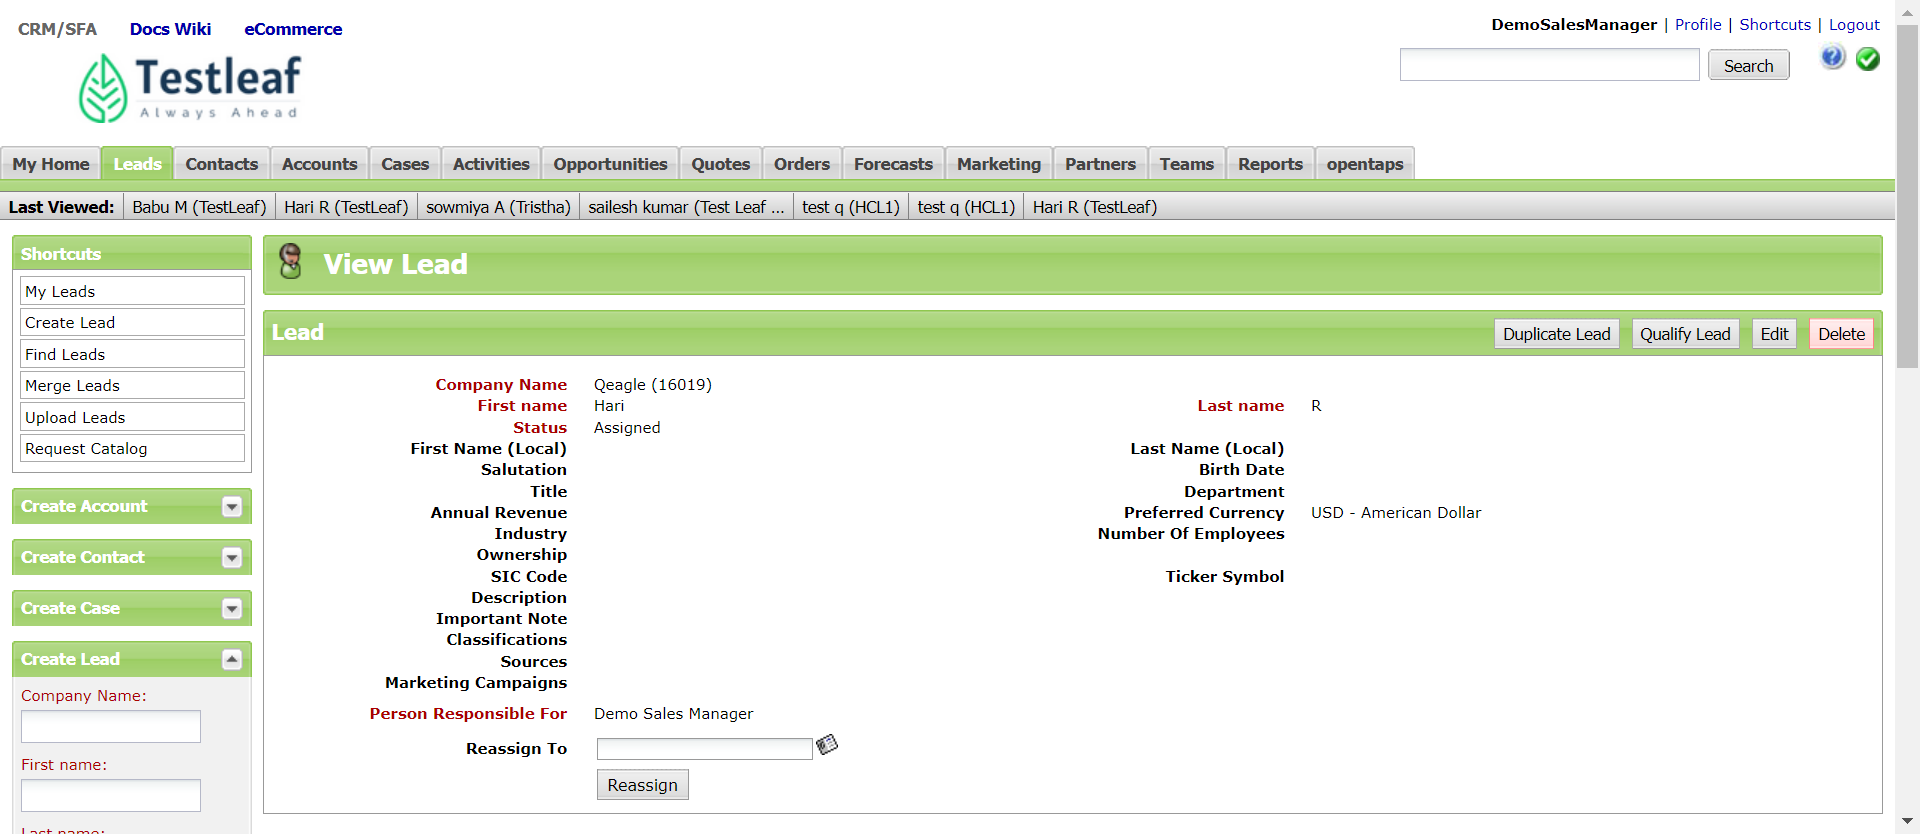 CRM/SFA Docs Wiki eCommerce
DemoSalesManager | Profile | Shortcuts | Logout
Testleaf
Always Ahead
Search
My Home Leads Contacts Accounts Cases Activities Opportunities Quotes Orders Forecasts Marketing Partners Teams Reports opentaps
Last Viewed: Babu M (TestLeaf) Hari R (TestLeaf) sowmiya A (Tristha) sailesh kumar (Test Leaf ... test q (HCL1) test q (HCL1) Hari R (TestLeaf)
Shortcuts
My Leads
Create Lead
Find Leads
Merge Leads
Upload Leads
Request Catalog
Create Account
Create Contact
Create Case
Create Lead
Company Name:
First name:
Last name:
View Lead
Lead
Duplicate Lead Qualify Lead Edit Delete
Company Name Qeagle (16019)
First name Hari Last name R
Status Assigned
First Name (Local) Last Name (Local)
Salutation Birth Date
Title Department
Annual Revenue Preferred Currency USD - American Dollar
Industry Number Of Employees
Ownership
SIC Code Ticker Symbol
Description
Important Note
Classifications
Sources
Marketing Campaigns
Person Responsible For Demo Sales Manager
Reassign To
Reassign